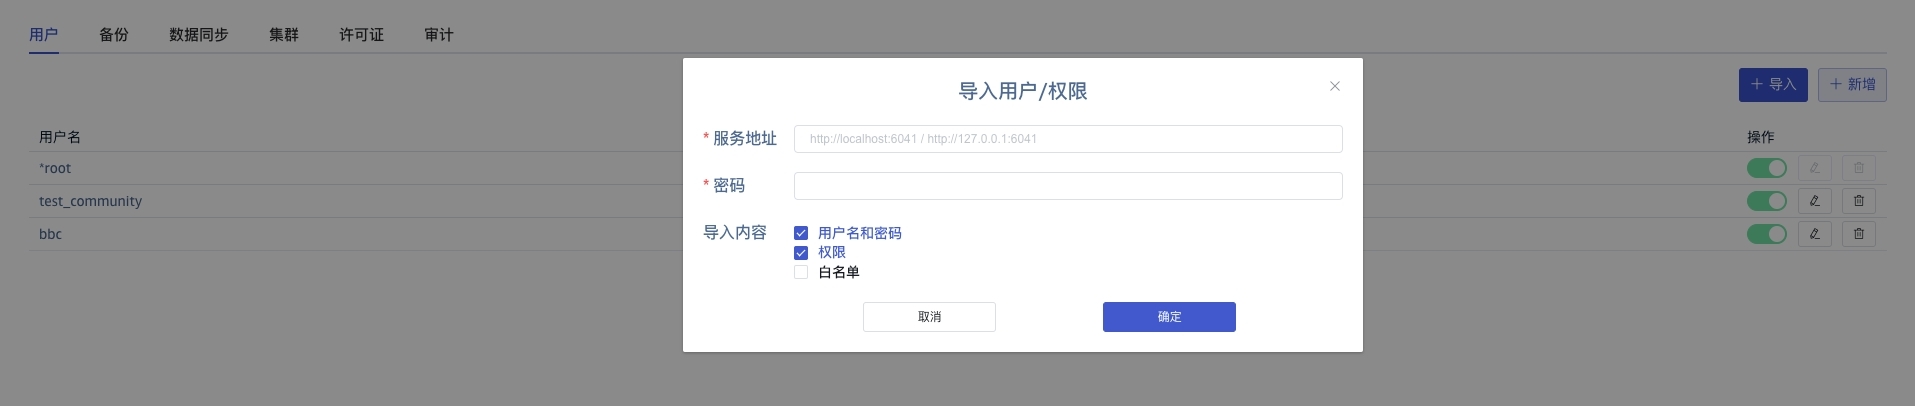 用户 备份 数据同步 集群 许可证 审计
导入 新增
用户名 操作
*root
test_community
bbc
导入用户/权限
* 服务地址 http://localhost:6041 / http://127.0.0.1:6041
* 密码
导入内容 用户名和密码
权限
白名单
取消 确定